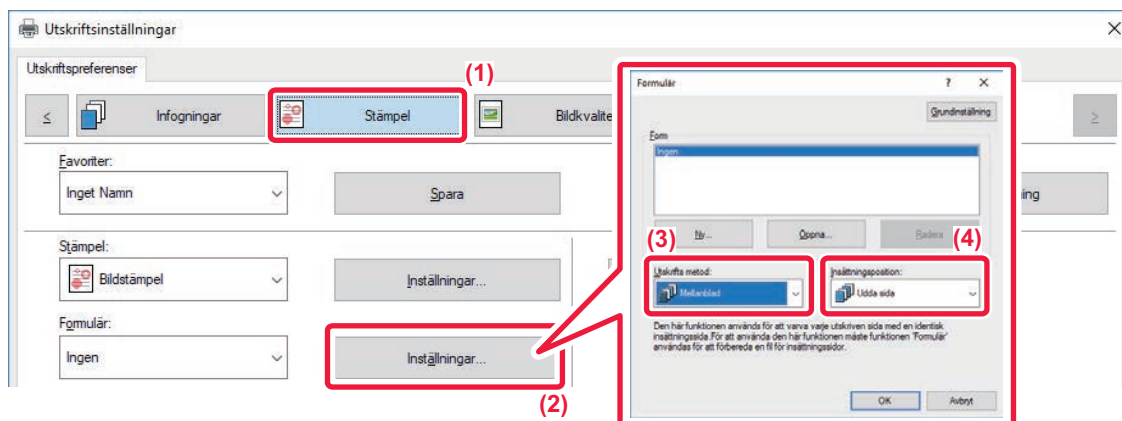 Utskriftsinställningar
Utskriftspreferenser
(1)
< Infogningar Stämpel Bildkvalite >
Favoriter:
Inget Namn Spara ing
Stämpel:
Bildstämpel Inställningar...
Formulär:
Ingen Inställningar...
(2)
Formulär ? ×
Grundinställning
Form
Ingen
Ny... Öppna... Radera
(3) (4)
Utskrifts metod: Insättningsposition:
Mellanblad Udda sida
Den här funktionen används för att varva varje utskriven sida med en identisk
insättningssida.För att använda den här funktionen måste funktionen 'Formulär'
användas för att förbereda en fil för insättningssidor.
OK Avbryt